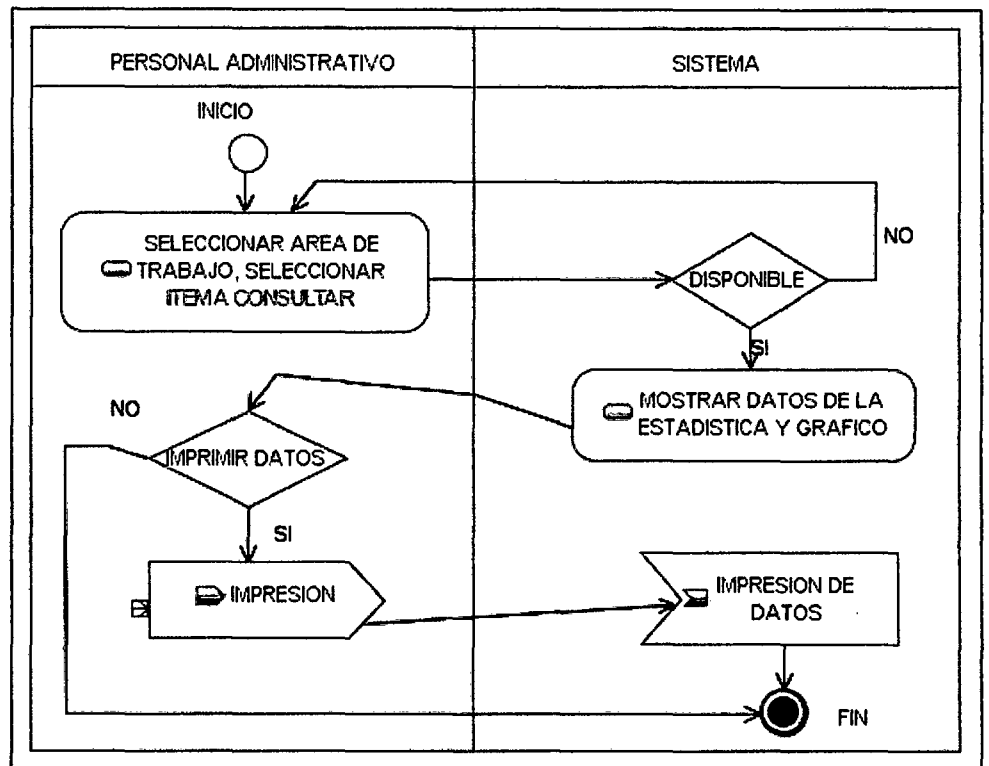 PERSONAL ADMINISTRATIVO
SISTEMA
INICIO
SELECCIONAR AREA DE
TRABAJO, SELECCIONAR
ITEMA CONSULTAR
DISPONIBLE
NO
SI
MOSTRAR DATOS DE LA
ESTADISTICA Y GRAFICO
NO
IMPRIMIR DATOS
SI
IMPRESION
IMPRESION DE
DATOS
FIN